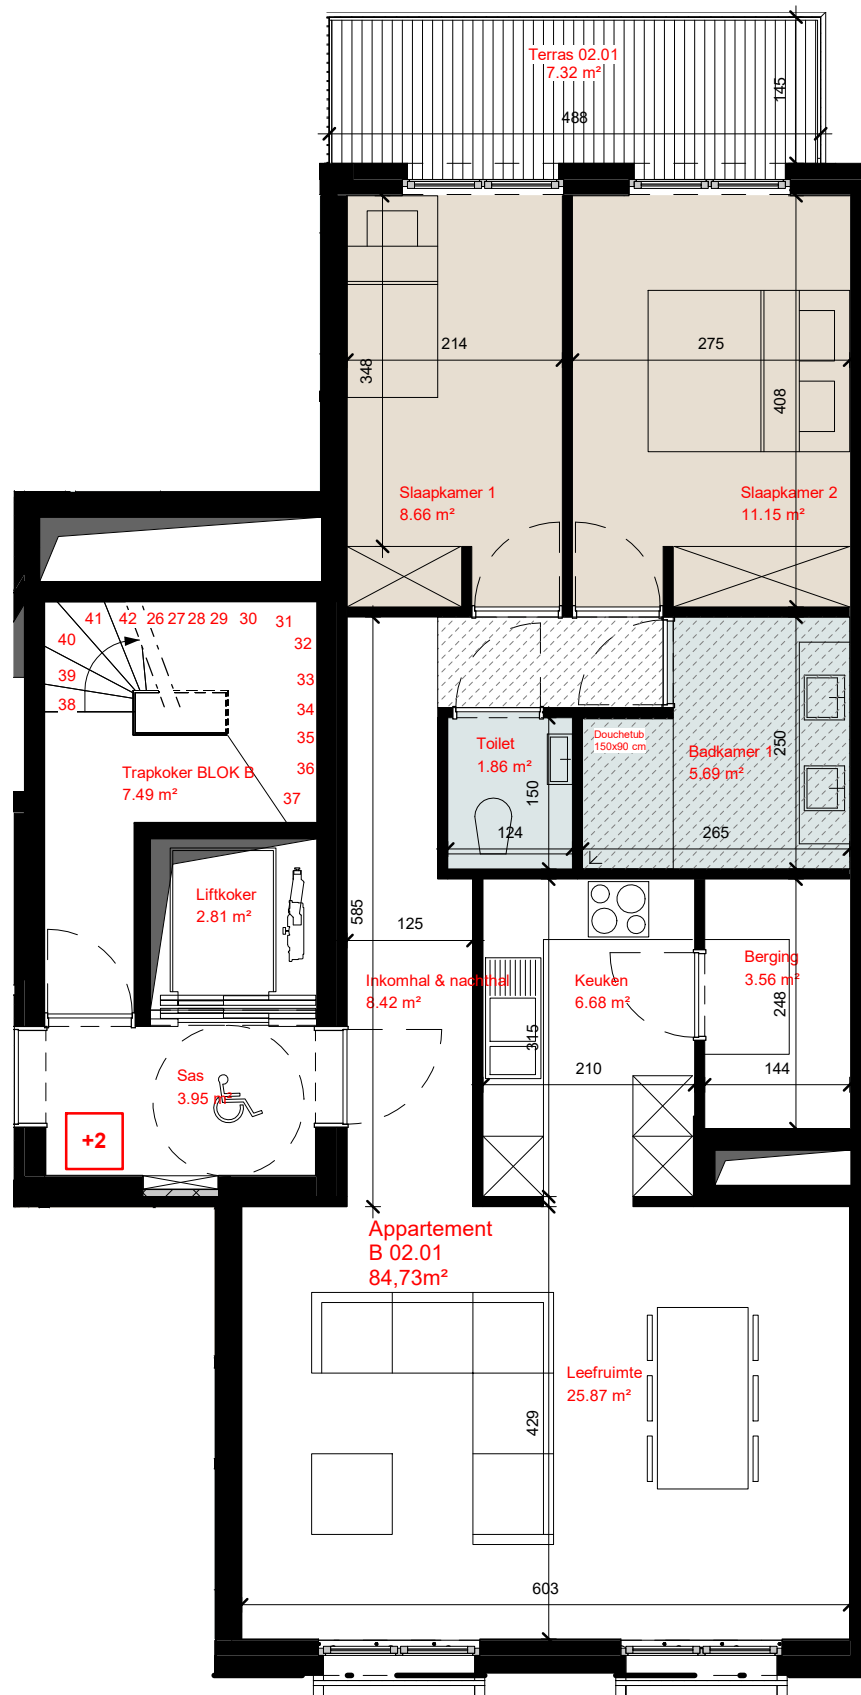 Terras 02.01
7.32 m²
145
488
214
275
348
408
Slaapkamer 1
8.66 m²
Slaapkamer 2
11.15 m²
41 42 26 27 28 29 30 31
40
32
39
33
38
34
35
36
37
Trapkoker BLOK B
7.49 m²
Toilet
1.86 m²
150
124
Douchetub
150x90 cm
Badkamer 1
5.69 m²
250
265
Liftkoker
2.81 m²
585
125
Inkomhal & nachthal
8.42 m²
Keuken
6.68 m²
315
210
Berging
3.56 m²
248
144
Sas
3.95 m²
+2
Appartement
B 02.01
84,73m²
Leefruimte
25.87 m²
429
603